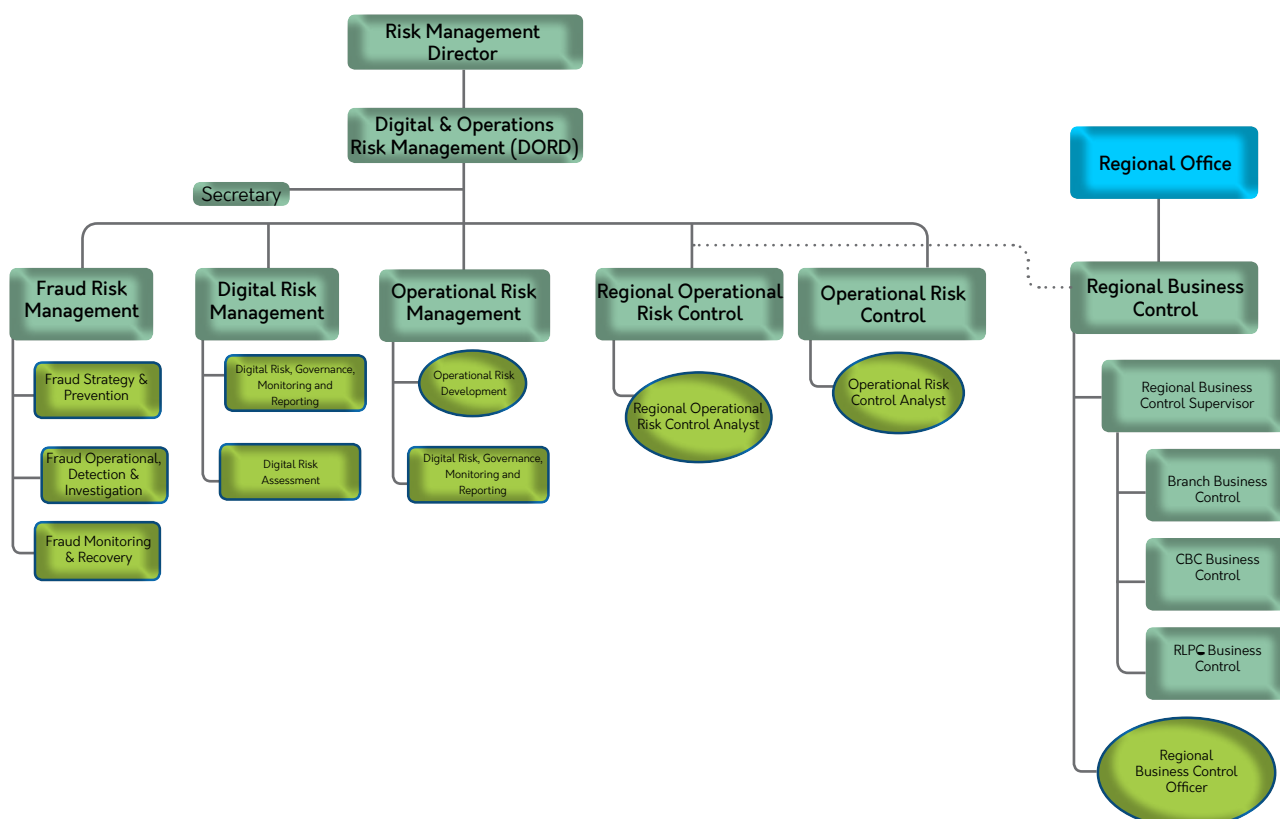 Risk Management
Director
Digital & Operations
Risk Management (DORD)
Secretary
Regional Office
Fraud Risk
Management
Digital Risk
Management
Operational Risk
Management
Regional Operational
Risk Control
Operational Risk
Control
Regional Business
Control
Fraud Strategy &
Prevention
Fraud Operational,
Detection &
Investigation
Fraud Monitoring
& Recovery
Digital Risk, Governance,
Monitoring and
Reporting
Digital Risk
Assessment
Operational Risk
Development
Digital Risk, Governance,
Monitoring and
Reporting
Regional Operational
Risk Control Analyst
Operational Risk
Control Analyst
Regional Business
Control Supervisor
Branch Business
Control
CBC Business
Control
RLPC Business
Control
Regional
Business Control
Officer